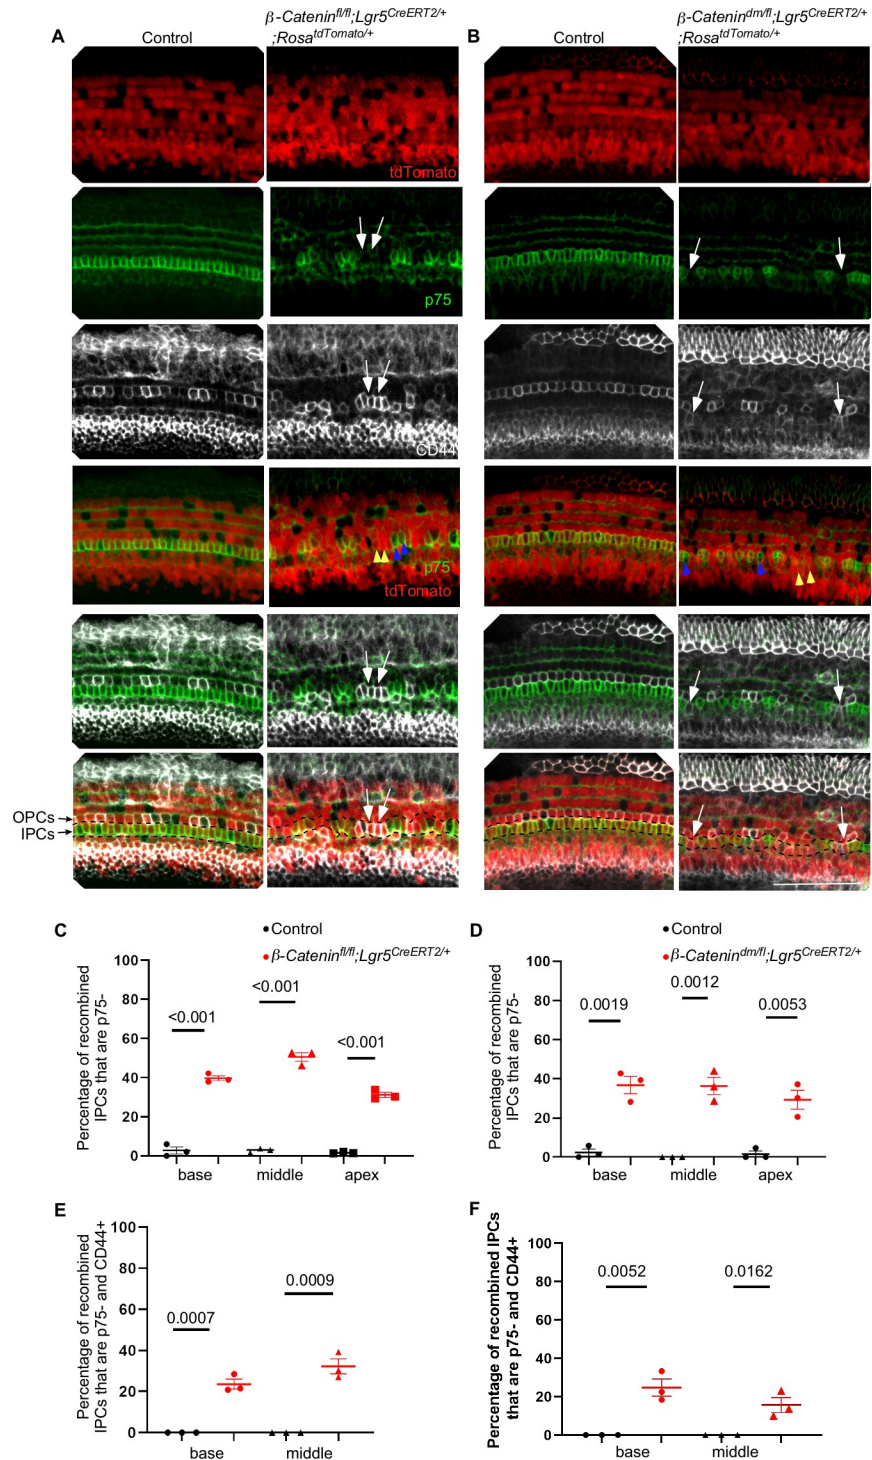 A
Control
β-Catenin^fl/fl;Lgr5^CreERT2/+
;Rosa^tdTomato/+
B
Control
β-Catenin^dm/fl;Lgr5^CreERT2/+
;Rosa^tdTomato/+
tdTomato
p75
CD44
p75
tdTomato
OPCs
IPCs
C
Control
β-Catenin^fl/fl;Lgr5^CreERT2/+
Percentage of recombined
IPCs that are p75-
100
80
60
40
20
0
<0.001
<0.001
<0.001
base
middle
apex
D
Control
β-Catenin^dm/fl;Lgr5^CreERT2/+
Percentage of recombined
IPCs that are p75-
100
80
60
40
20
0
0.0019
0.0012
0.0053
base
middle
apex
E
Percentage of recombined
IPCs that are p75- and CD44+
100
80
60
40
20
0
0.0007
0.0009
base
middle
F
Percentage of recombined IPCs
that are p75- and CD44+
100
80
60
40
20
0
0.0052
0.0162
base
middle